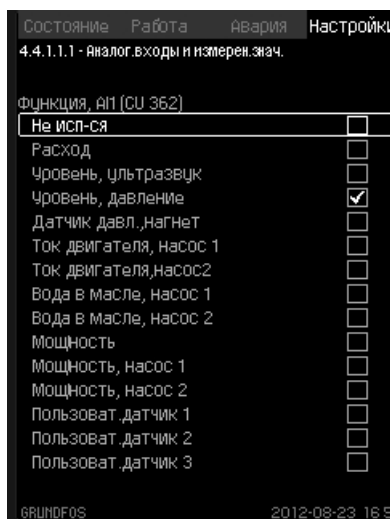 Состояние Работа Авария Настройки
4.4.1.1.1 - Аналог.входы и измерен.знач.
Функция, AI1 (CU 362)
Не исп-ся
Расход
Уровень, ультразвук
Уровень, давление
Датчик давл.,нагнет
Ток двигателя, насос 1
Ток двигателя,насос2
Вода в масле, насос 1
Вода в масле, насос 2
Мощность
Мощность, насос 1
Мощность, насос 2
Пользоват.датчик 1
Пользоват.датчик 2
Пользоват.датчик 3
GRUNDFOS 2012-08-23